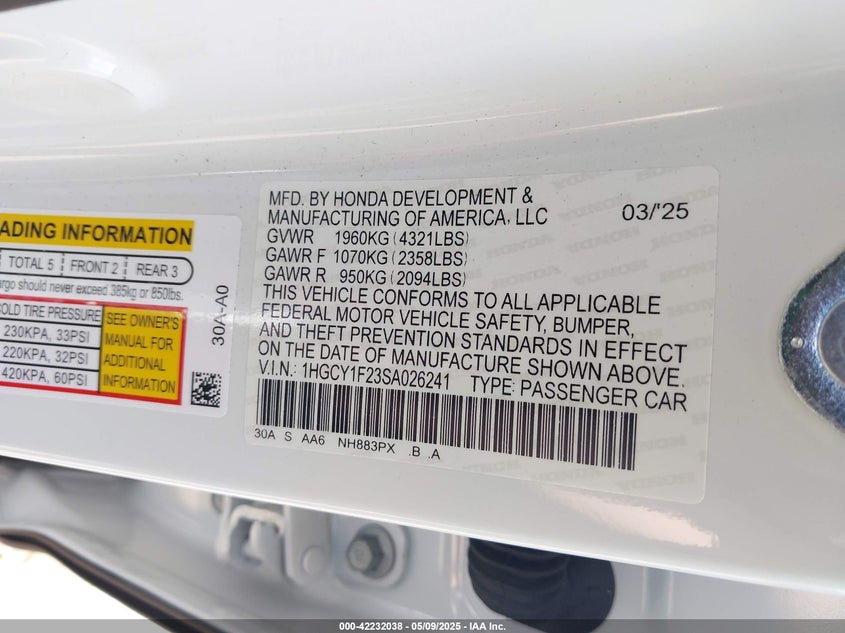 ADING INFORMATION
TOTAL 5 FRONT 2 REAR 3
rgo should never exceed 385kg or 850lbs.
OLD TIRE PRESSURE
230KPA, 33PSI
220KPA, 32PSI
420KPA, 60PSI
SEE OWNER'S
MANUAL FOR
ADDITIONAL
INFORMATION
30A-A0
MFD. BY HONDA DEVELOPMENT &
MANUFACTURING OF AMERICA, LLC 03/'25
GVWR 1960KG (4321LBS)
GAWR F 1070KG (2358LBS)
GAWR R 950KG (2094LBS)
THIS VEHICLE CONFORMS TO ALL APPLICABLE
FEDERAL MOTOR VEHICLE SAFETY, BUMPER,
AND THEFT PREVENTION STANDARDS IN EFFECT
ON THE DATE OF MANUFACTURE SHOWN ABOVE.
V.I.N.: 1HGCY1F23SA026241 TYPE: PASSENGER CAR
30A S AA6 NH883PX .B .A
000-42232038 - 05/09/2025 - IAA Inc.